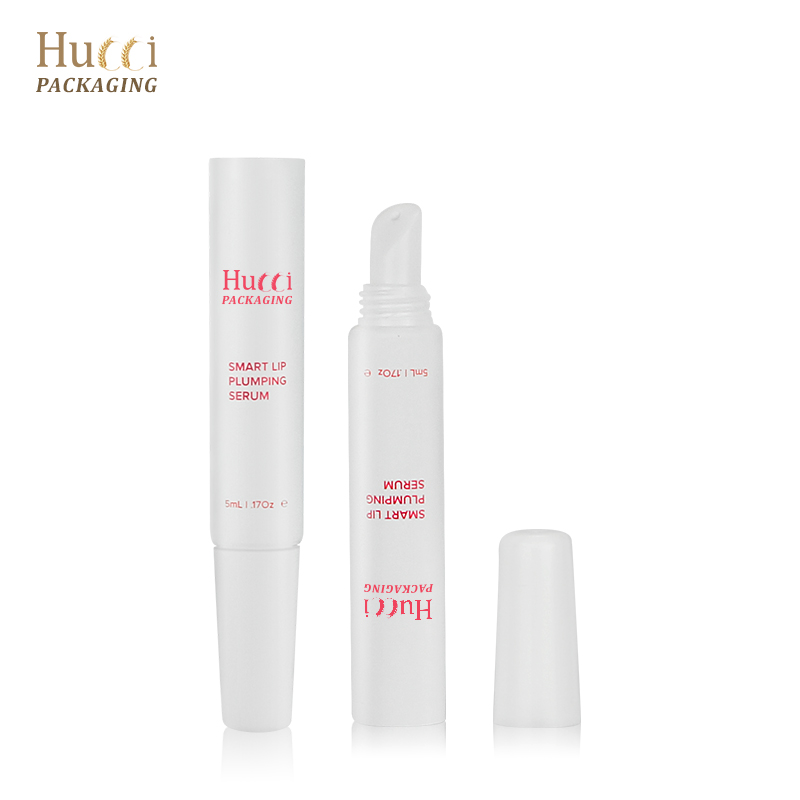 Hucci
PACKAGING
Hucci
PACKAGING
SMART LIP
PLUMPING
SERUM
5mL | .17Oz ℮
5mL | .17Oz ℮
SMART LIP
PLUMPING
SERUM
Hucci
PACKAGING